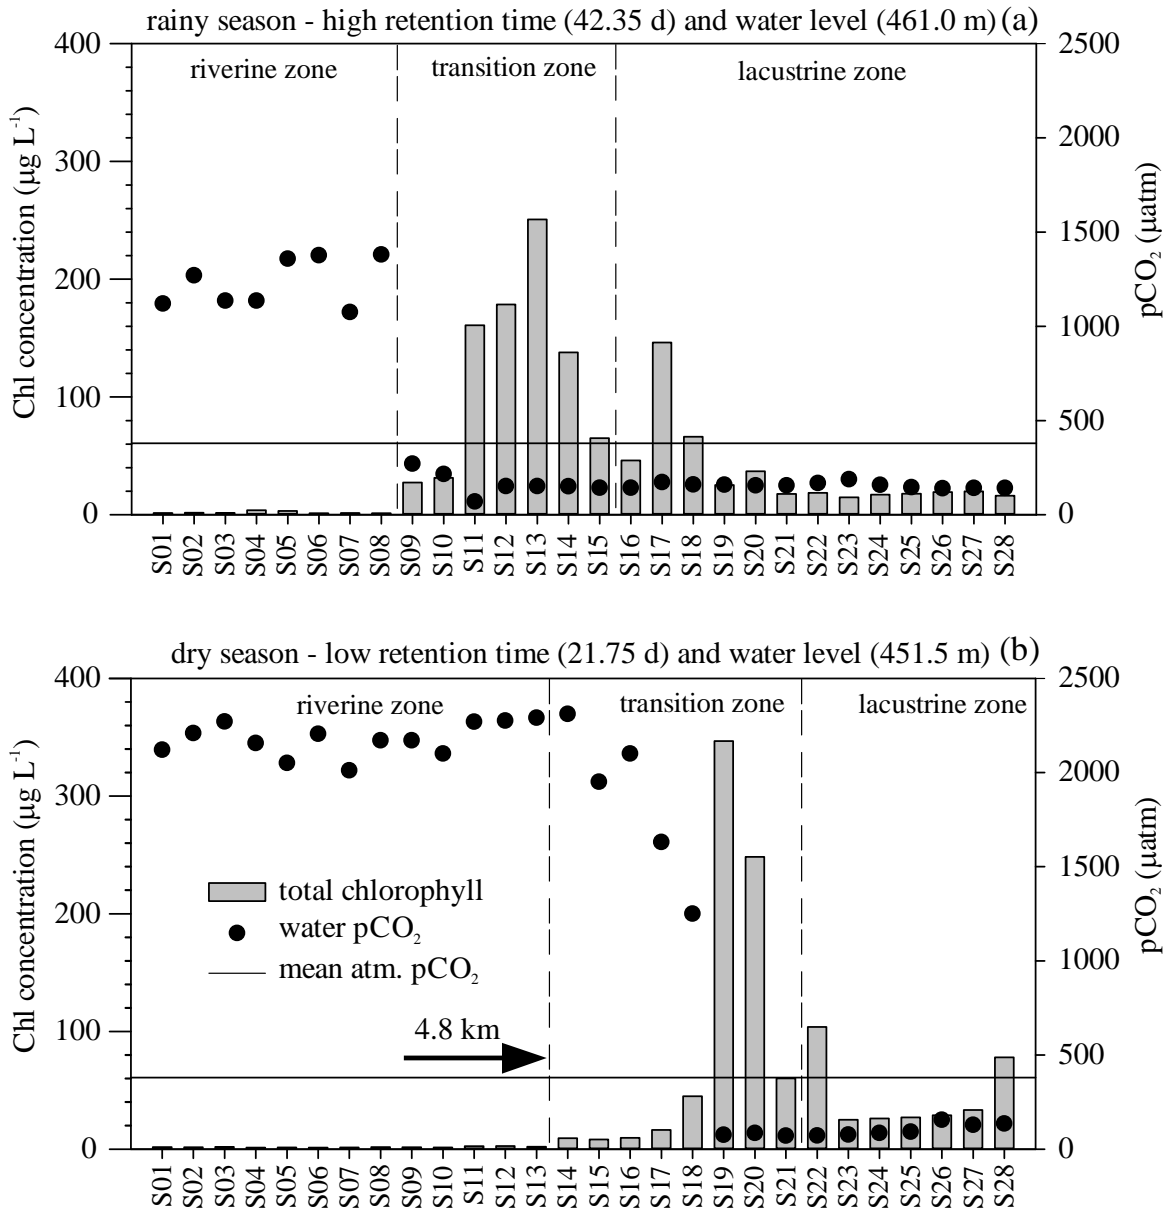 rainy season - high retention time (42.35 d) and water level (461.0 m) (a)
riverine zone
transition zone
lacustrine zone
Chl concentration (µg L⁻¹)
400
300
200
100
0
2500
2000
1500
1000
500
0
pCO₂ (µatm)
S01 S02 S03 S04 S05 S06 S07 S08 S09 S10 S11 S12 S13 S14 S15 S16 S17 S18 S19 S20 S21 S22 S23 S24 S25 S26 S27 S28
dry season - low retention time (21.75 d) and water level (451.5 m) (b)
riverine zone
transition zone
lacustrine zone
Chl concentration (µg L⁻¹)
400
300
200
100
0
total chlorophyll
water pCO₂
mean atm. pCO₂
4.8 km
2500
2000
1500
1000
500
0
pCO₂ (µatm)
S01 S02 S03 S04 S05 S06 S07 S08 S09 S10 S11 S12 S13 S14 S15 S16 S17 S18 S19 S20 S21 S22 S23 S24 S25 S26 S27 S28